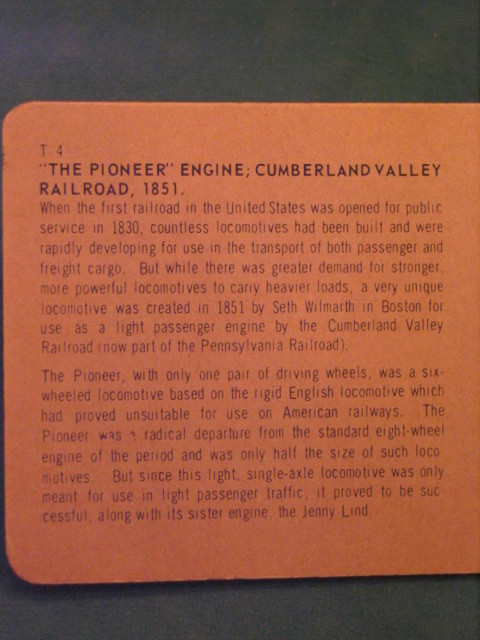 T 4
"THE PIONEER" ENGINE; CUMBERLAND VALLEY
RAILROAD, 1851.
When the first railroad in the United States was opened for public
service in 1830, countless locomotives had been built and were
rapidly developing for use in the transport of both passenger and
freight cargo. But while there was greater demand for stronger,
more powerful locomotives to carry heavier loads, a very unique
locomotive was created in 1851 by Seth Wilmarth in Boston for
use as a light passenger engine by the Cumberland Valley
Railroad (now part of the Pennsylvania Railroad).
The Pioneer, with only one pair of driving wheels, was a six-
wheeled locomotive based on the rigid English locomotive which
had proved unsuitable for use on American railways. The
Pioneer was a radical departure from the standard eight-wheel
engine of the period and was only half the size of such loco
motives. But since this light, single-axle locomotive was only
meant for use in light passenger traffic, it proved to be suc
cessful, along with its sister engine. the Jenny Lind